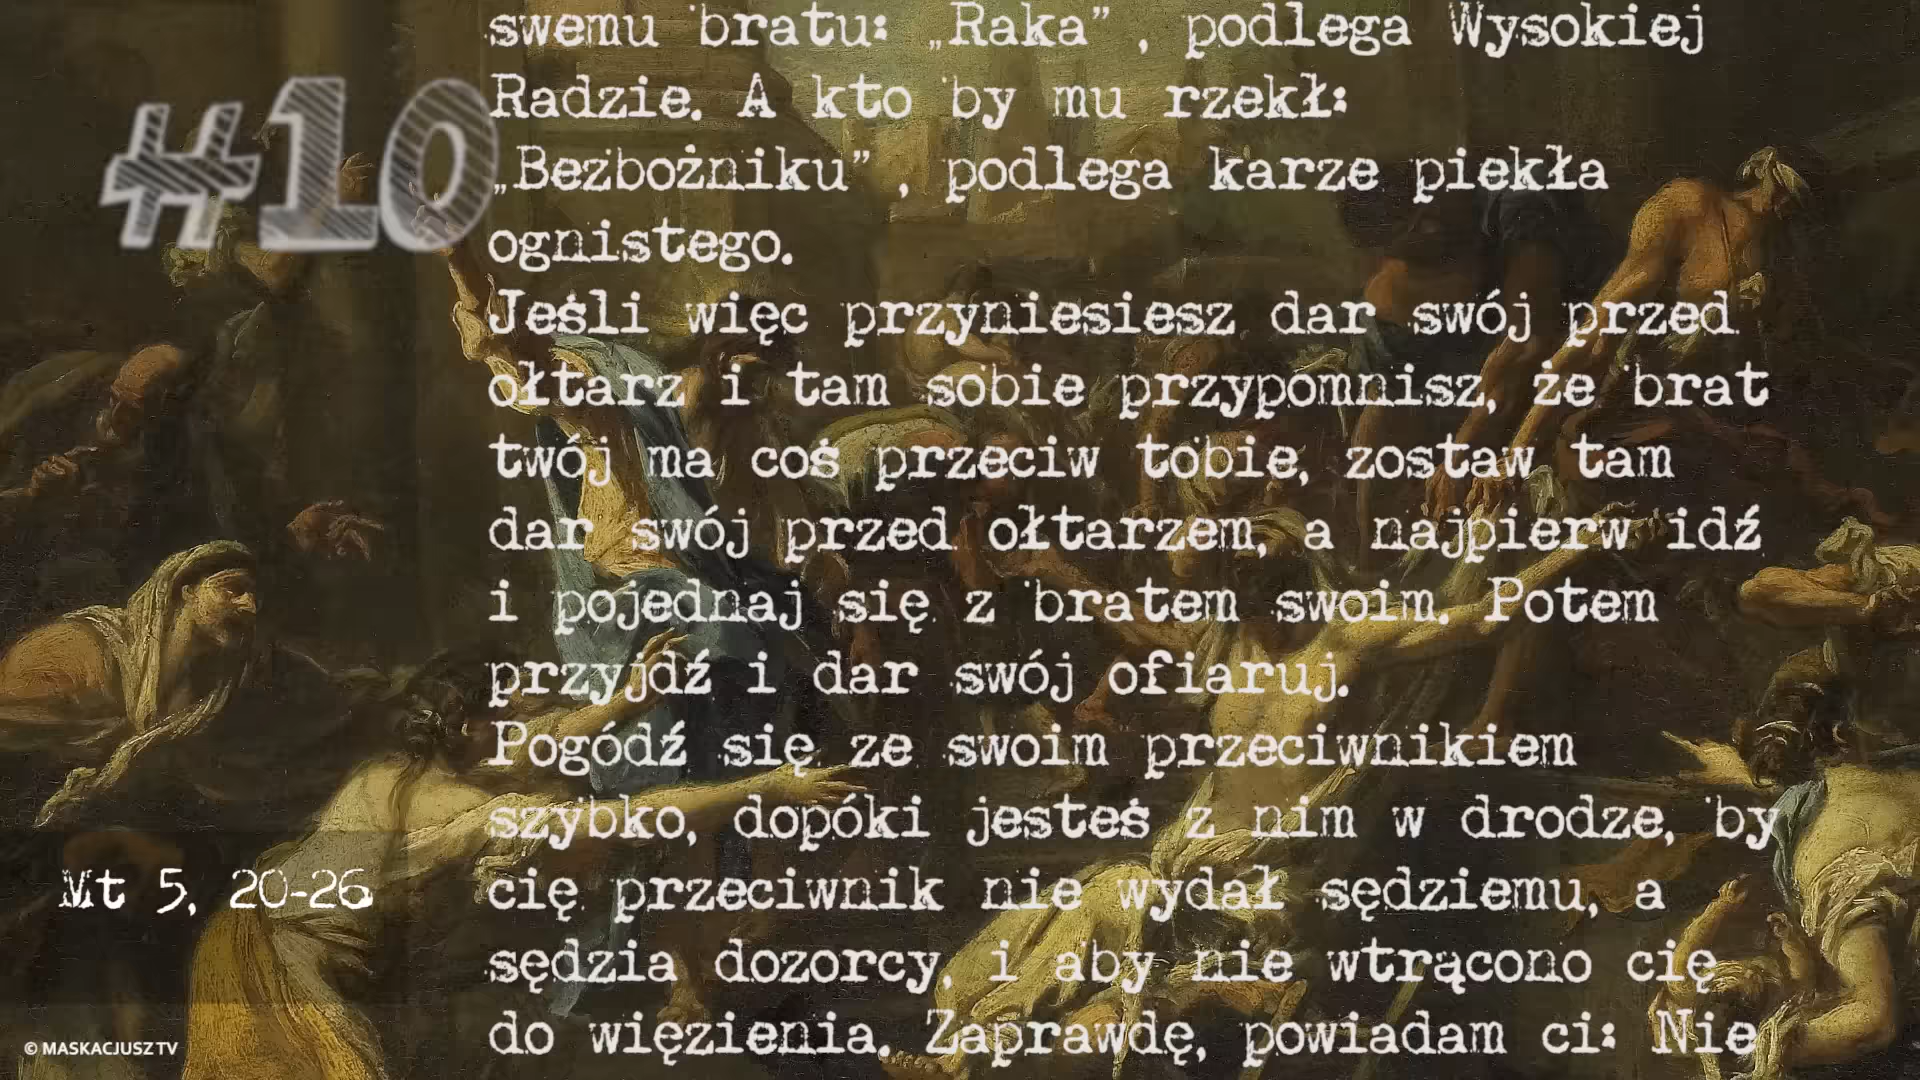 #10
swemu bratu: „Raka” , podlega Wysokiej
Radzie. A kto by mu rzekł:
„Bezbożniku” , podlega karze piekła
ognistego.
Jeśli więc przyniesiesz dar swój przed
ołtarz i tam sobie przypomnisz, że brat
twój ma coś przeciw tobie, zostaw tam
dar swój przed ołtarzem, a najpierw idź
i pojednaj się z bratem swoim. Potem
przyjdź i dar swój ofiaruj.
Pogódź się ze swoim przeciwnikiem
szybko, dopóki jesteś z nim w drodze, by
cię przeciwnik nie wydał sędziemu, a
sędzia dozorcy, i aby nie wtrącono cię
do więzienia. Zaprawdę, powiadam ci: Nie
Mt 5, 20-26
© MASKACJUSZ TV